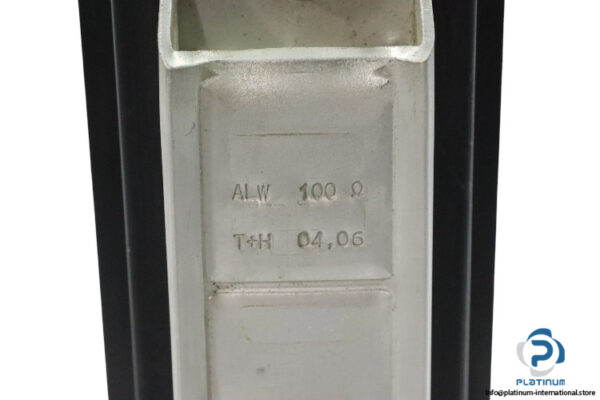 ALW 100 Ω
T+H 04,06
PLATINUM
info@platinum-international.store